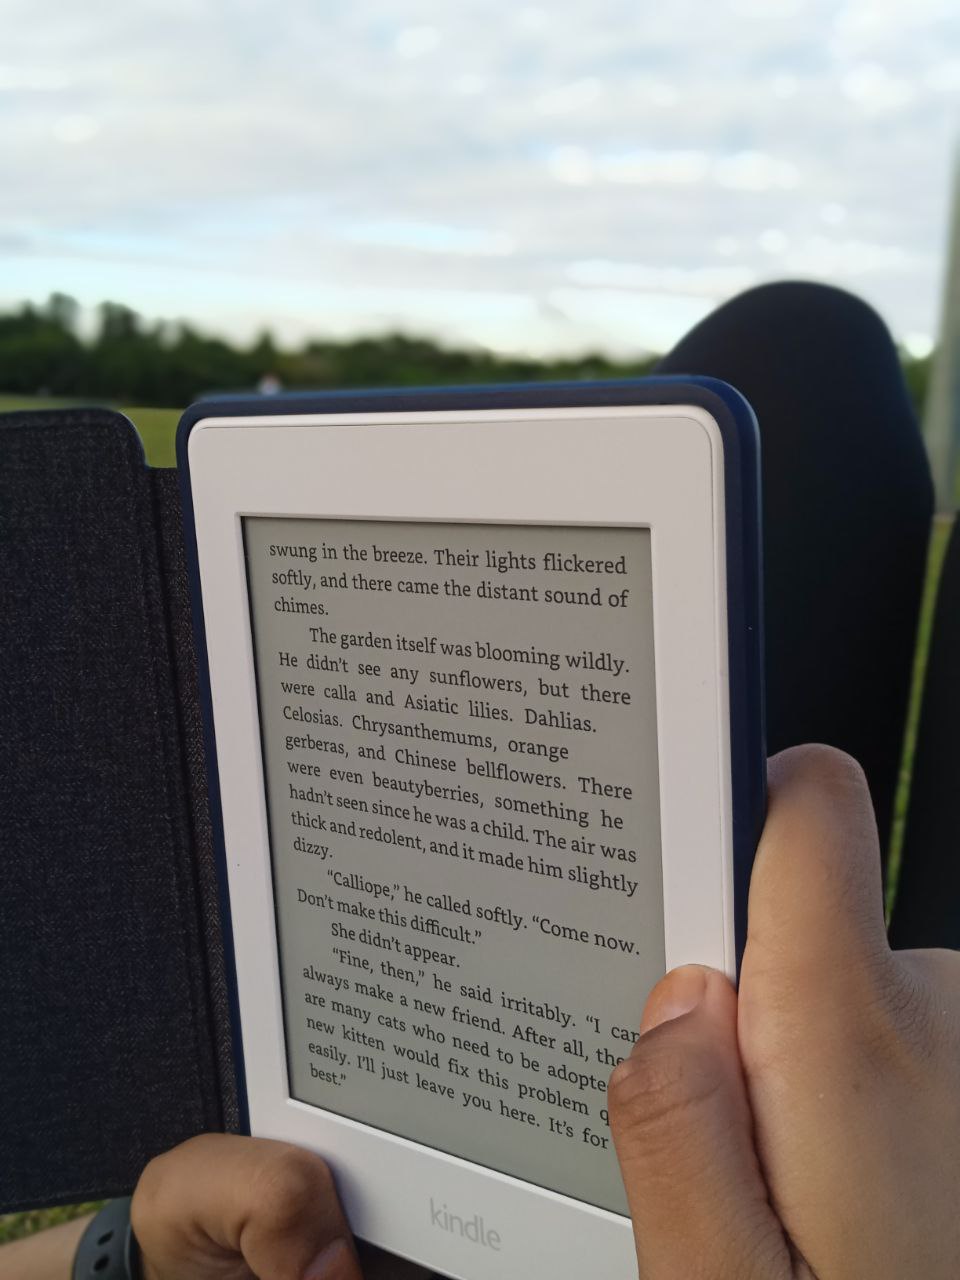 swung in the breeze. Their lights flickered
softly, and there came the distant sound of
chimes.
The garden itself was blooming wildly.
He didn't see any sunflowers, but there
were calla and Asiatic lilies. Dahlias.
Celosias. Chrysanthemums, orange
gerberas, and Chinese bellflowers. There
were even beautyberries, something he
hadn't seen since he was a child. The air was
thick and redolent, and it made him slightly
dizzy.
“Calliope,” he called softly. “Come now.
Don't make this difficult.”
She didn't appear.
“Fine, then,” he said irritably. “I can
always make a new friend. After all,
are many cats who need to be
new kitten would fix this problem
easily. I'll just leave you here. It's for
best.”
kindle